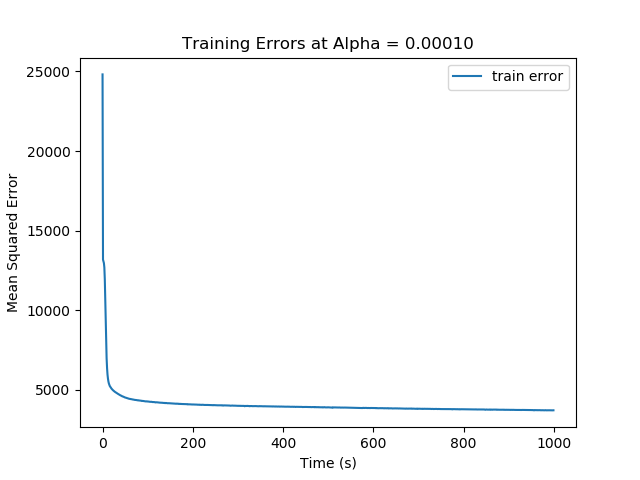 Training Errors at Alpha = 0.00010
train error
25000
20000
15000
10000
5000
Mean Squared Error
0 200 400 600 800 1000
Time (s)